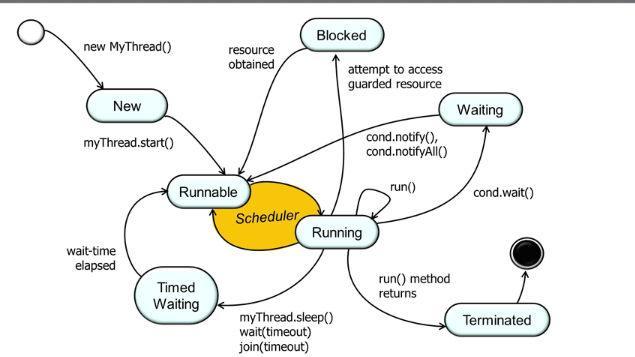 Blocked
new MyThread()
resource
obtained
attempt to access
guarded resource
New
Waiting
myThread.start()
cond.notify(),
cond.notifyAll()
Runnable
run()
cond.wait()
Scheduler
Running
wait-time
elapsed
Timed
Waiting
run() method
returns
myThread.sleep()
wait(timeout)
join(timeout)
Terminated